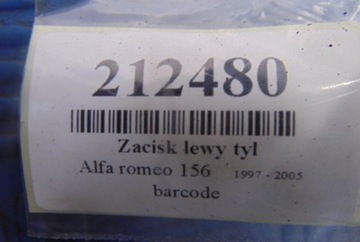 212480
Zacisk lewy tyl
Alfa romeo 156 1997 - 2005
barcode